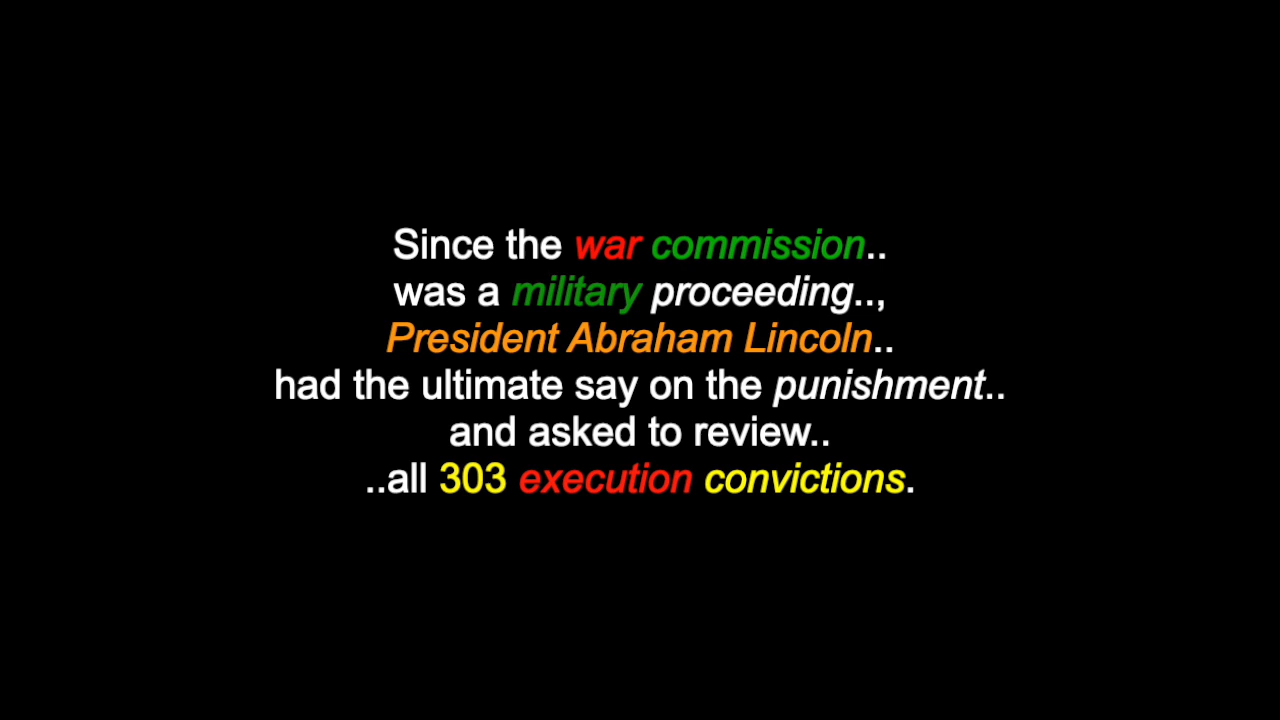 Since the war commission..
was a military proceeding..,
President Abraham Lincoln..
had the ultimate say on the punishment..
and asked to review..
..all 303 execution convictions.